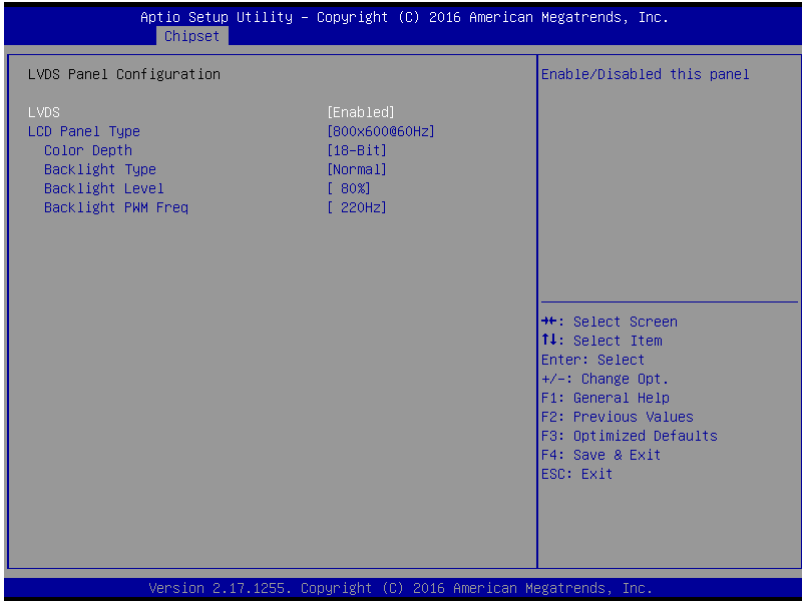 Aptio Setup Utility – Copyright (C) 2016 American Megatrends, Inc.
Chipset
LVDS Panel Configuration
LVDS [Enabled]
LCD Panel Type [800x600@60Hz]
Color Depth [18-Bit]
Backlight Type [Normal]
Backlight Level [ 80%]
Backlight PWM Freq [ 220Hz]
Enable/Disabled this panel
→←: Select Screen
↑↓: Select Item
Enter: Select
+/-: Change Opt.
F1: General Help
F2: Previous Values
F3: Optimized Defaults
F4: Save & Exit
ESC: Exit
Version 2.17.1255. Copyright (C) 2016 American Megatrends, Inc.